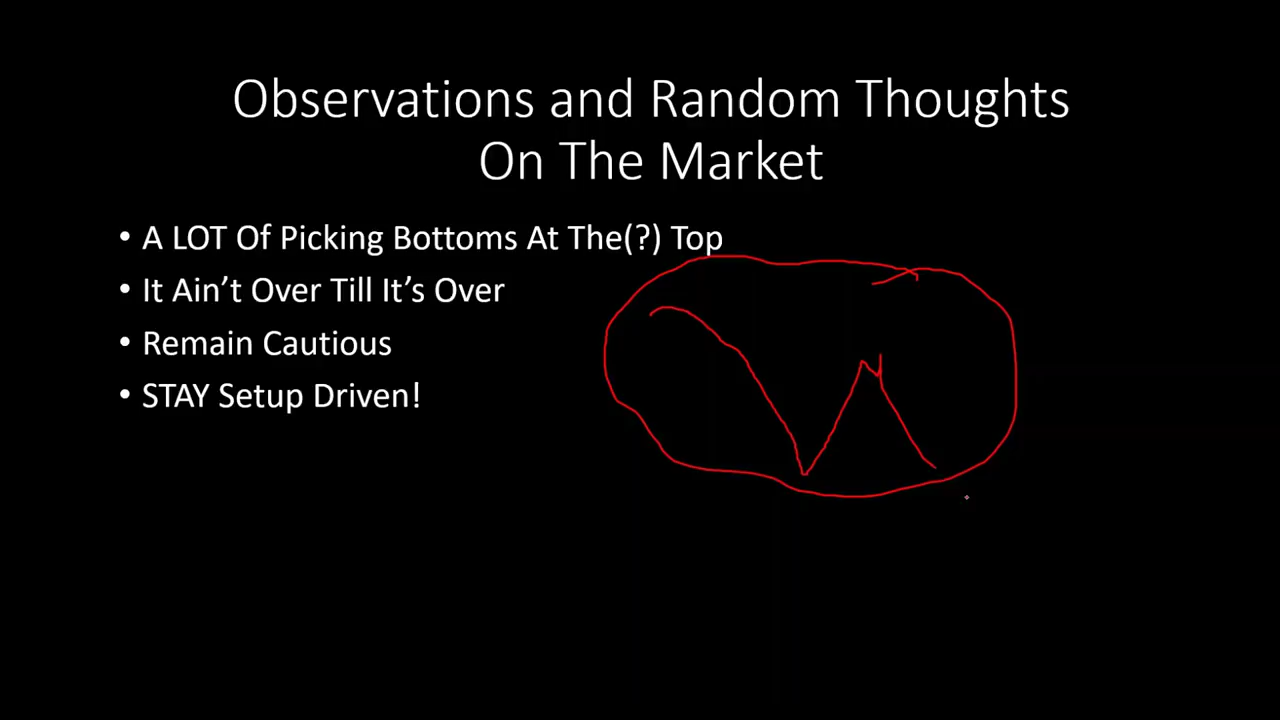 Observations and Random Thoughts
On The Market
• A LOT Of Picking Bottoms At The(?) Top
• It Ain’t Over Till It’s Over
• Remain Cautious
• STAY Setup Driven!